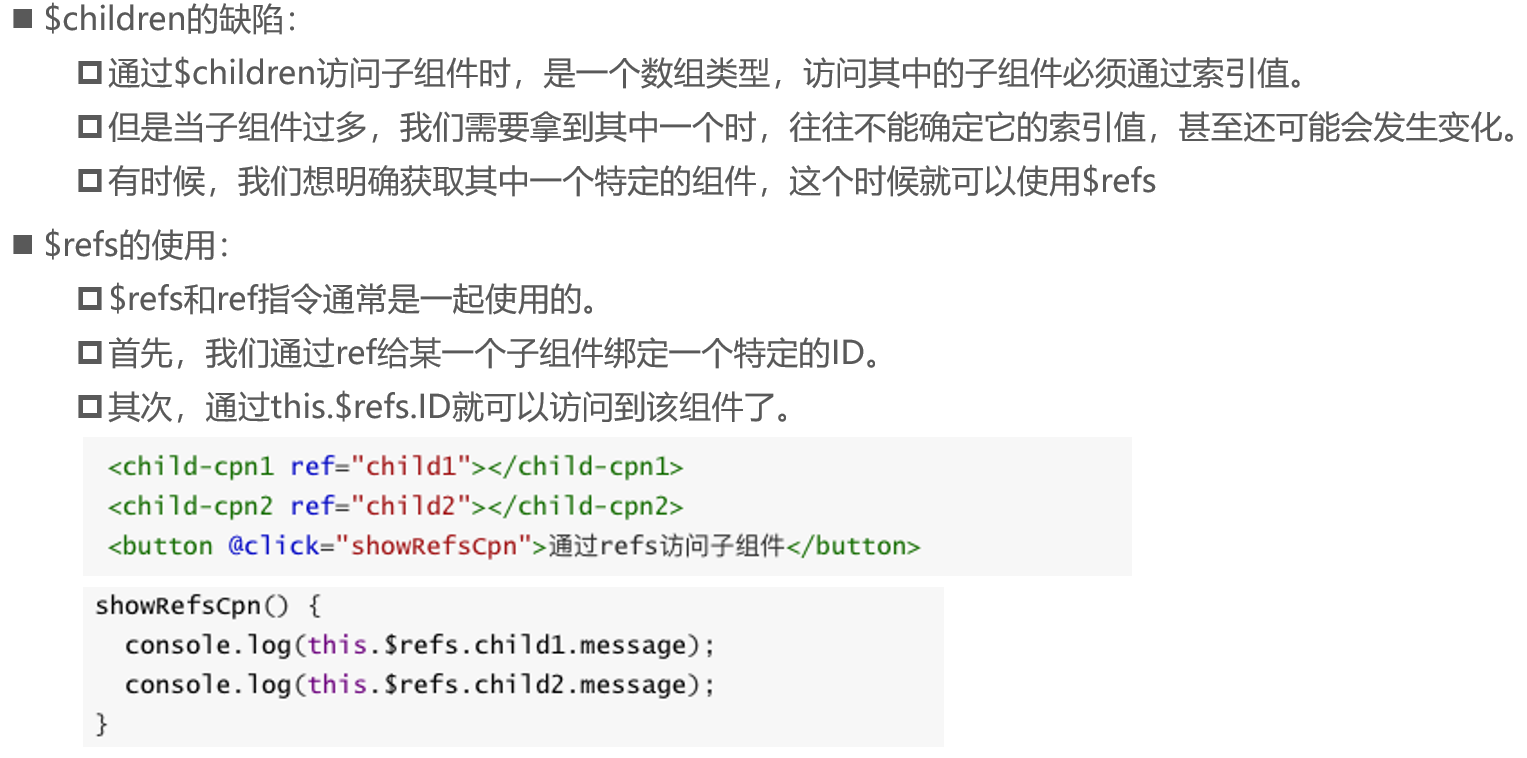 ■ $children的缺陷：
口通过$children访问子组件时，是一个数组类型，访问其中的子组件必须通过索引值。
口但是当子组件过多，我们需要拿到其中一个时，往往不能确定它的索引值，甚至还可能会发生变化。
口有时候，我们想明确获取其中一个特定的组件，这个时候就可以使用$refs
■ $refs的使用：
口$refs和ref指令通常是一起使用的。
口首先，我们通过ref给某一个子组件绑定一个特定的ID。
口其次，通过this.$refs.ID就可以访问到该组件了。
<child-cpn1 ref="child1"></child-cpn1>
<child-cpn2 ref="child2"></child-cpn2>
<button @click="showRefsCpn">通过refs访问子组件</button>
showRefsCpn() {
  console.log(this.$refs.child1.message);
  console.log(this.$refs.child2.message);
}